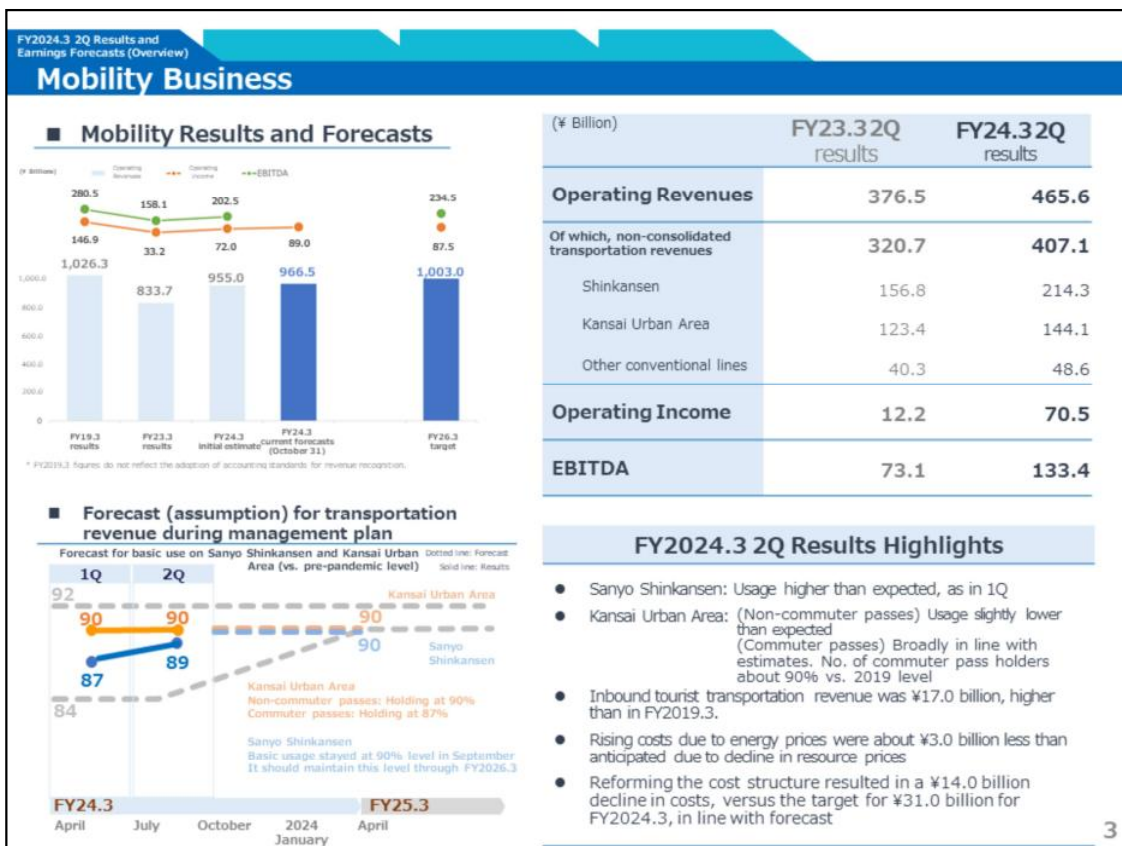 FY2024.3 2Q Results and
Earnings Forecasts (Overview)
Mobility Business
■ Mobility Results and Forecasts
(¥ Billions)
Operating
Revenues
Operating
Income
EBITDA
280.5
158.1
202.5
234.5
146.9
33.2
72.0
89.0
87.5
1,026.3
833.7
955.0
966.5
1,003.0
1,000.0
800.0
600.0
400.0
200.0
0
FY19.3
results
FY23.3
results
FY24.3
initial estimate
FY24.3
current forecasts
(October 31)
FY26.3
target
* FY2019.3 figures do not reflect the adoption of accounting standards for revenue recognition.
■ Forecast (assumption) for transportation
revenue during management plan
Forecast for basic use on Sanyo Shinkansen and Kansai Urban
Area (vs. pre-pandemic level)
Dotted line: Forecast
Solid line: Results
1Q 2Q
92
Kansai Urban Area
90 90 90
90
Sanyo
Shinkansen
87 89
84
Kansai Urban Area
Non-commuter passes: Holding at 90%
Commuter passes: Holding at 87%
Sanyo Shinkansen
Basic usage stayed at 90% level in September
It should maintain this level through FY2026.3
FY24.3 FY25.3
April July October 2024 April
January
(¥ Billion) FY23.32Q FY24.32Q
results results
Operating Revenues 376.5 465.6
Of which, non-consolidated
transportation revenues 320.7 407.1
Shinkansen 156.8 214.3
Kansai Urban Area 123.4 144.1
Other conventional lines 40.3 48.6
Operating Income 12.2 70.5
EBITDA 73.1 133.4
FY2024.3 2Q Results Highlights
● Sanyo Shinkansen: Usage higher than expected, as in 1Q
● Kansai Urban Area: (Non-commuter passes) Usage slightly lower
than expected
(Commuter passes) Broadly in line with
estimates. No. of commuter pass holders
about 90% vs. 2019 level
● Inbound tourist transportation revenue was ¥17.0 billion, higher
than in FY2019.3.
● Rising costs due to energy prices were about ¥3.0 billion less than
anticipated due to decline in resource prices
● Reforming the cost structure resulted in a ¥14.0 billion
decline in costs, versus the target for ¥31.0 billion for
FY2024.3, in line with forecast
3